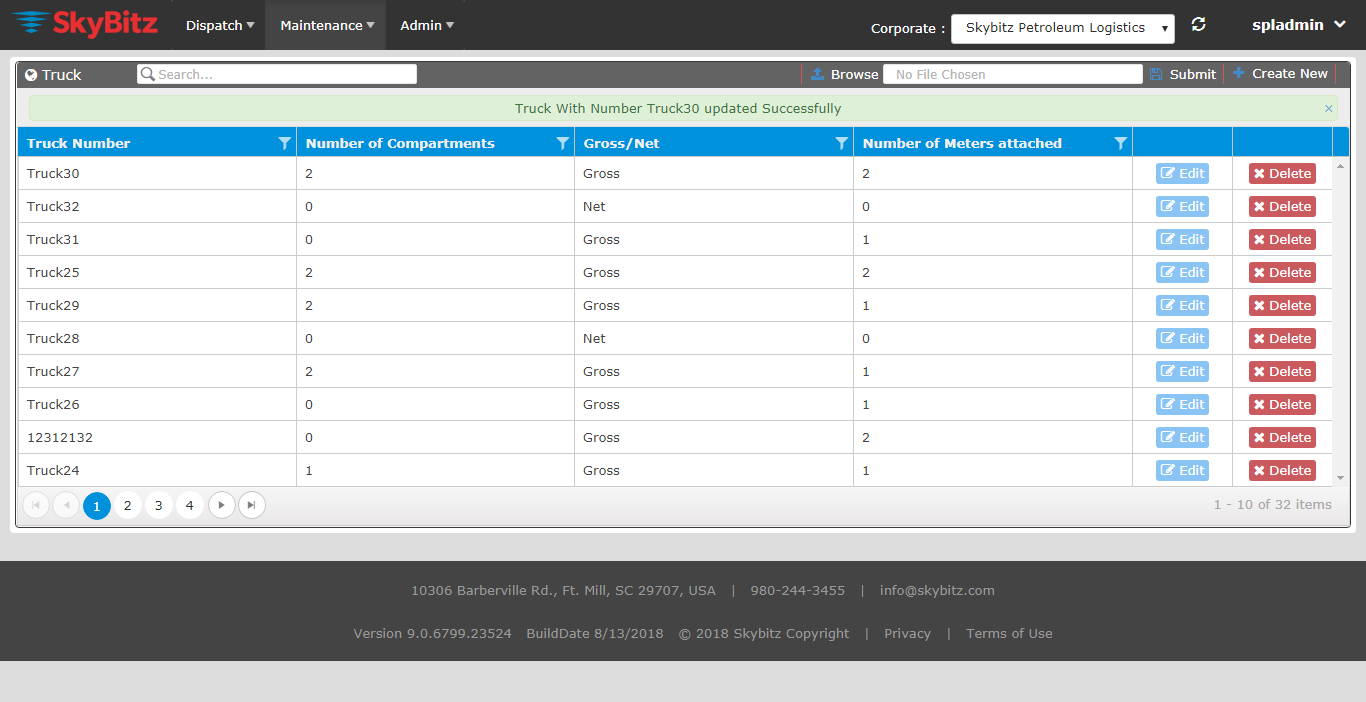 SkyBitz Dispatch Maintenance Admin Corporate : Skybitz Petroleum Logistics spladmin
Truck Search... Browse No File Chosen Submit Create New
Truck With Number Truck30 updated Successfully ×
Truck Number Number of Compartments Gross/Net Number of Meters attached
Truck30 2 Gross 2 Edit Delete
Truck32 0 Net 0 Edit Delete
Truck31 0 Gross 1 Edit Delete
Truck25 2 Gross 2 Edit Delete
Truck29 2 Gross 1 Edit Delete
Truck28 0 Net 0 Edit Delete
Truck27 2 Gross 1 Edit Delete
Truck26 0 Gross 1 Edit Delete
12312132 0 Gross 2 Edit Delete
Truck24 1 Gross 1 Edit Delete
1 2 3 4 1 - 10 of 32 items
10306 Barberville Rd., Ft. Mill, SC 29707, USA | 980-244-3455 | info@skybitz.com
Version 9.0.6799.23524 BuildDate 8/13/2018 © 2018 Skybitz Copyright | Privacy | Terms of Use